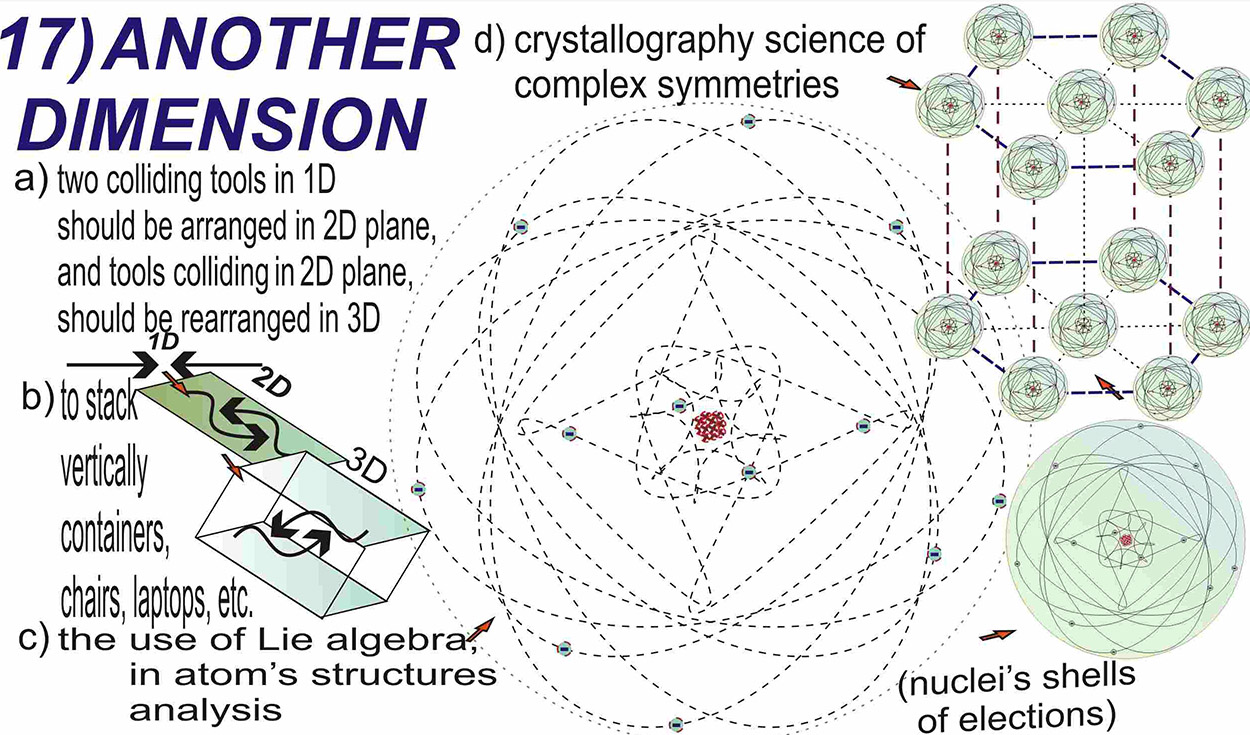 17) ANOTHER
DIMENSION
a) two colliding tools in 1D
should be arranged in 2D plane,
and tools colliding in 2D plane,
should be rearranged in 3D
1D
2D
3D
b) to stack
vertically
containers,
chairs, laptops, etc.
c) the use of Lie algebra,
in atom's structures
analysis
d) crystallography science of
complex symmetries
(nuclei's shells
of elections)